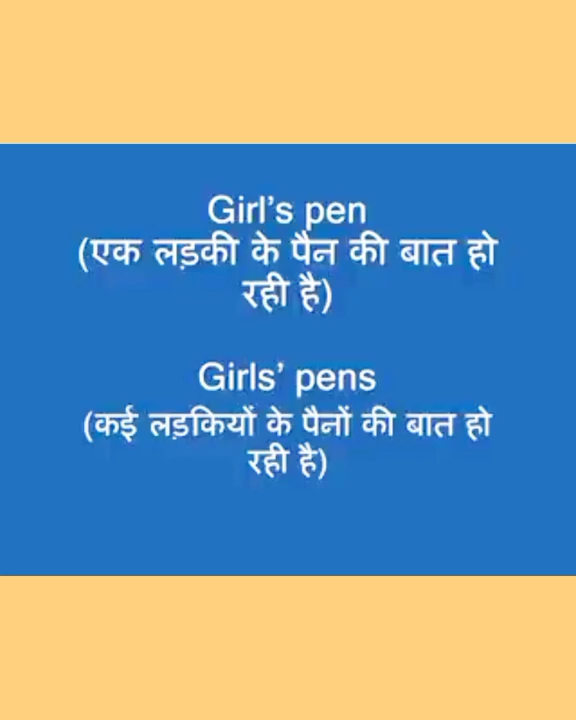 Girl’s pen
(एक लड़की के पैन की बात हो
रही है)
Girls’ pens
(कई लड़कियों के पैनों की बात हो
रही है)